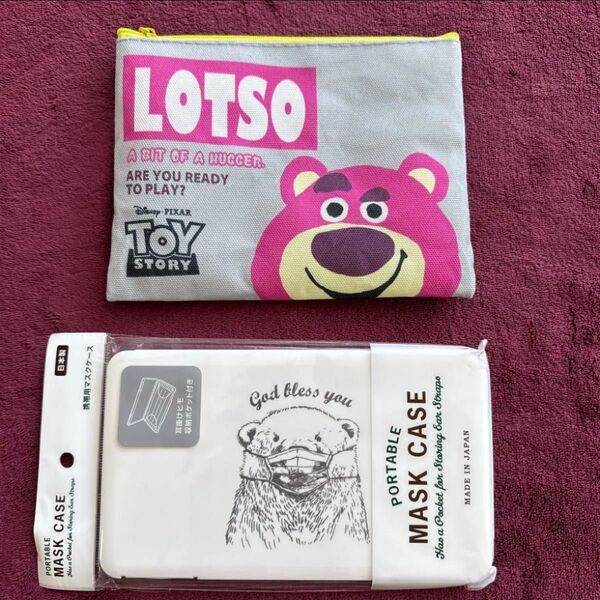 LOTSO
A BIT OF A HUGGER.
ARE YOU READY
TO PLAY?
Disney · PIXAR
TOY
STORY
日本製
携帯用マスクケース
PORTABLE
MASK CASE
Has a Pocket for Storing Ear Straps
耳掛けヒモ
収納ポケット付き
God bless you
PORTABLE
MASK CASE
Has a Pocket for Storing Ear Straps
MADE IN JAPAN